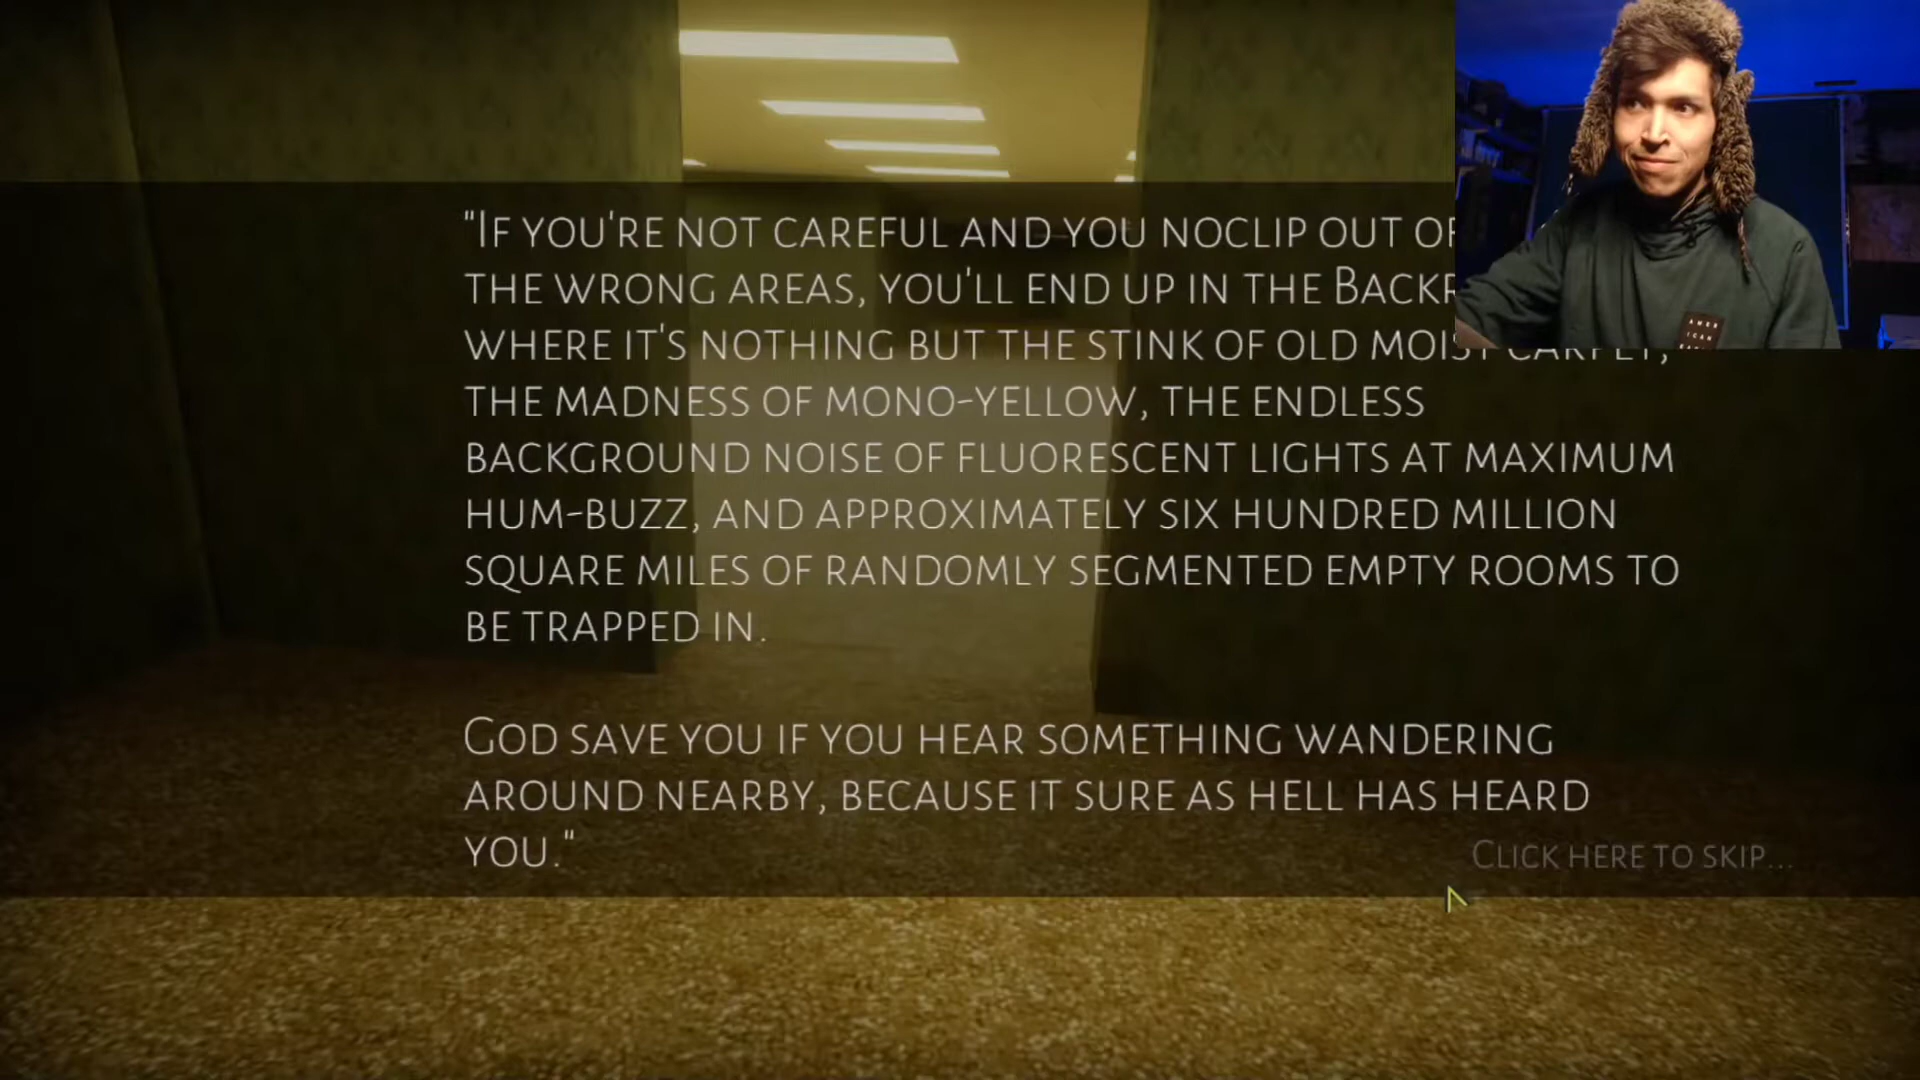 "If you're not careful and you noclip out of
the wrong areas, you'll end up in the
where it's nothing but the stink of old
the madness of mono-yellow, the endless
background noise of fluorescent lights at maximum
hum-buzz, and approximately six hundred million
square miles of randomly segmented empty rooms to
be trapped in.
God save you if you hear something wandering
around nearby, because it sure as hell has heard
you."
Click here to skip...
AMER
ICAN